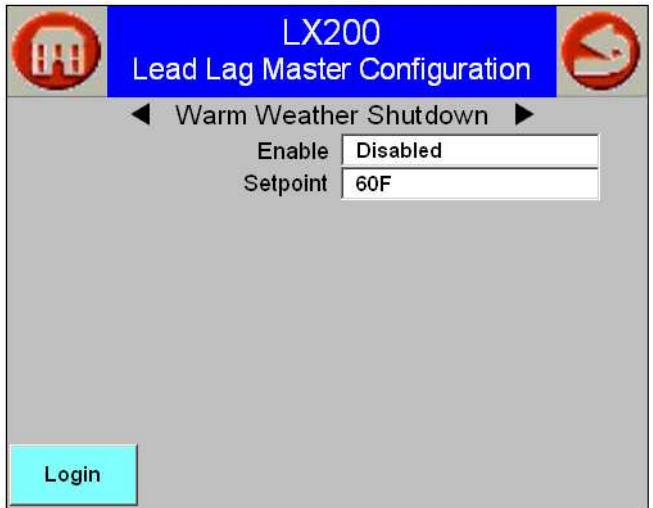 LX200
Lead Lag Master Configuration
Warm Weather Shutdown
Enable Disabled
Setpoint 60F
Login